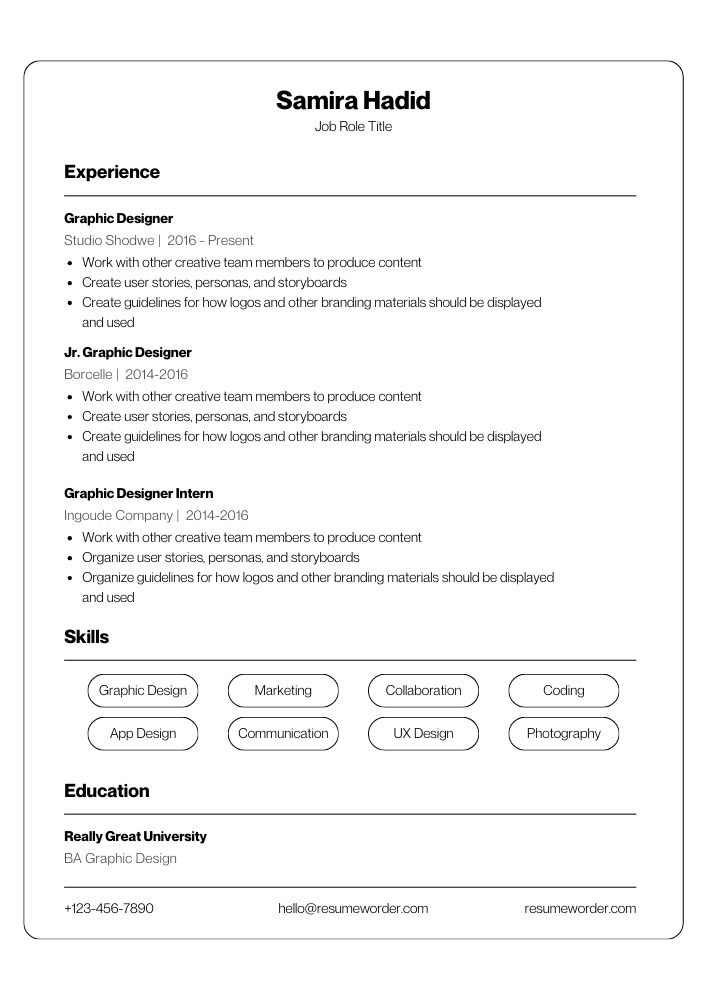 Samira Hadid
Job Role Title
Experience
Graphic Designer
Studio Shodwe | 2016 - Present
• Work with other creative team members to produce content
• Create user stories, personas, and storyboards
• Create guidelines for how logos and other branding materials should be displayed
and used
Jr. Graphic Designer
Borcelle | 2014-2016
• Work with other creative team members to produce content
• Create user stories, personas, and storyboards
• Create guidelines for how logos and other branding materials should be displayed
and used
Graphic Designer Intern
Ingoude Company | 2014-2016
• Work with other creative team members to produce content
• Organize user stories, personas, and storyboards
• Organize guidelines for how logos and other branding materials should be displayed
and used
Skills
Graphic Design Marketing Collaboration Coding
App Design Communication UX Design Photography
Education
Really Great University
BA Graphic Design
+123-456-7890 hello@resumeworder.com resumeworder.com